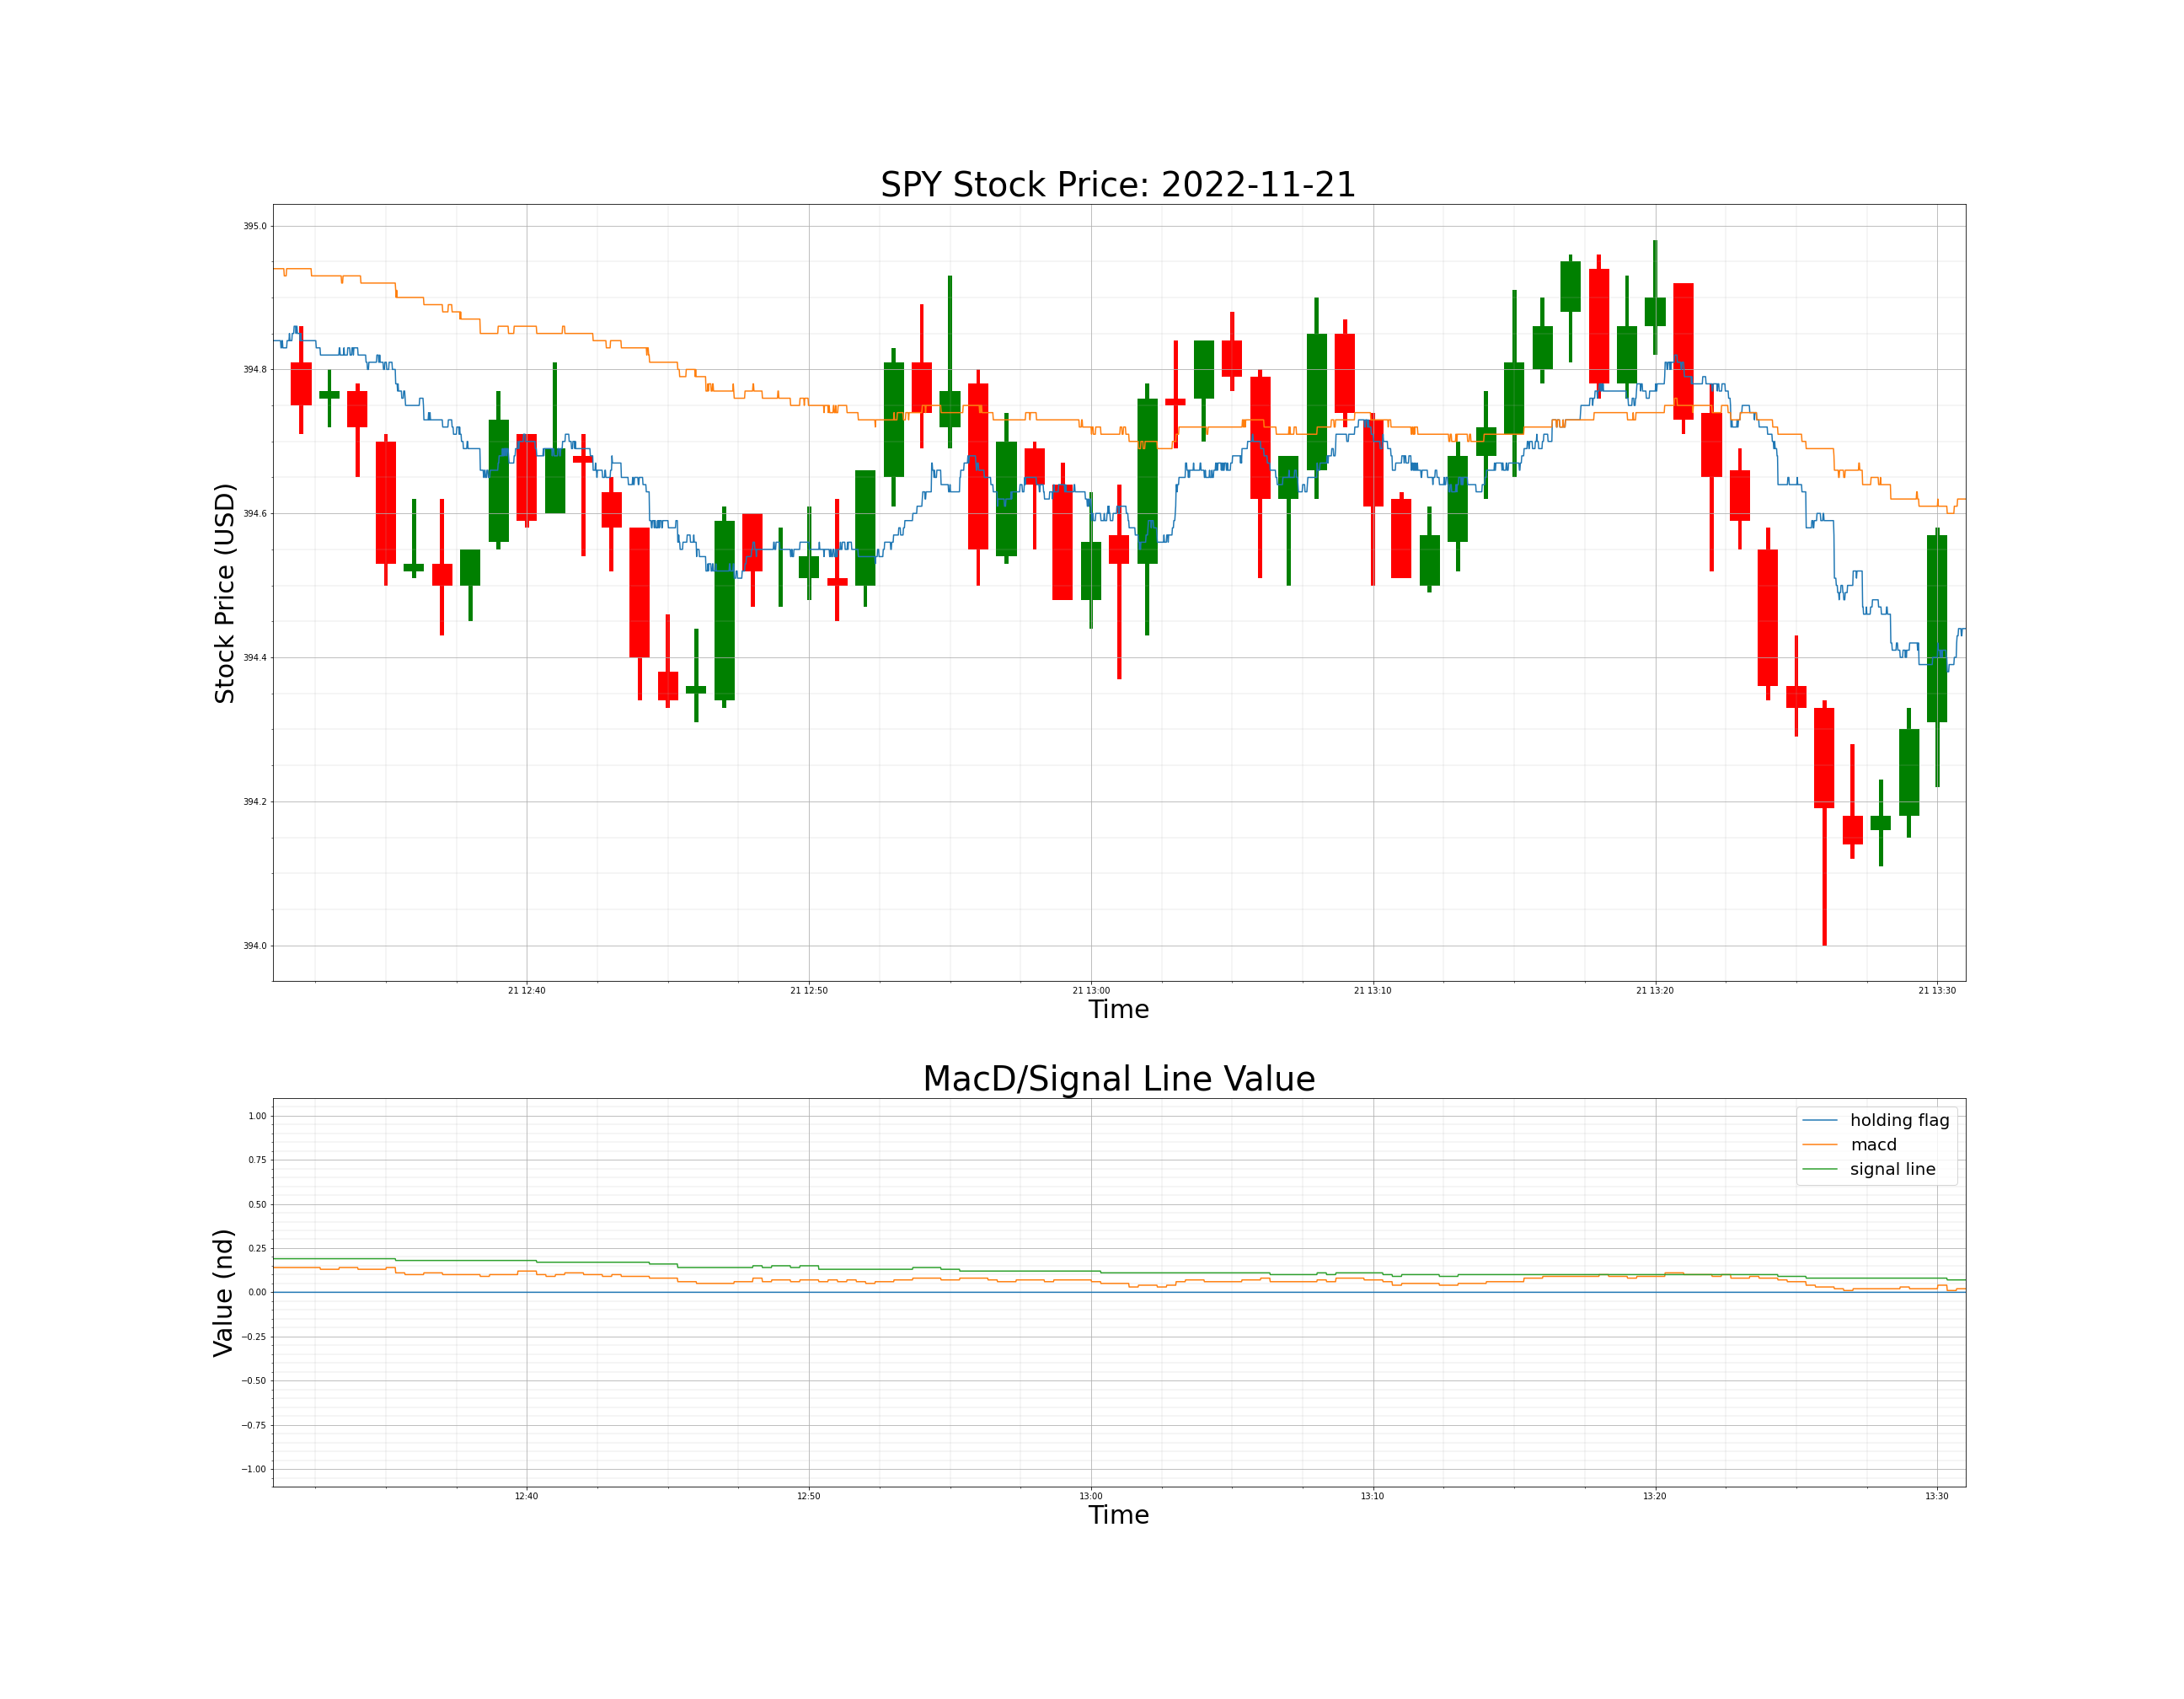 SPY Stock Price: 2022-11-21
Stock Price (USD)
395.0
394.8
394.6
394.4
394.2
394.0
21 12:40 21 12:50 21 13:00 21 13:10 21 13:20 21 13:30
Time
MacD/Signal Line Value
Value (nd)
1.00
0.75
0.50
0.25
0.00
−0.25
−0.50
−0.75
−1.00
holding flag
macd
signal line
12:40 12:50 13:00 13:10 13:20 13:30
Time